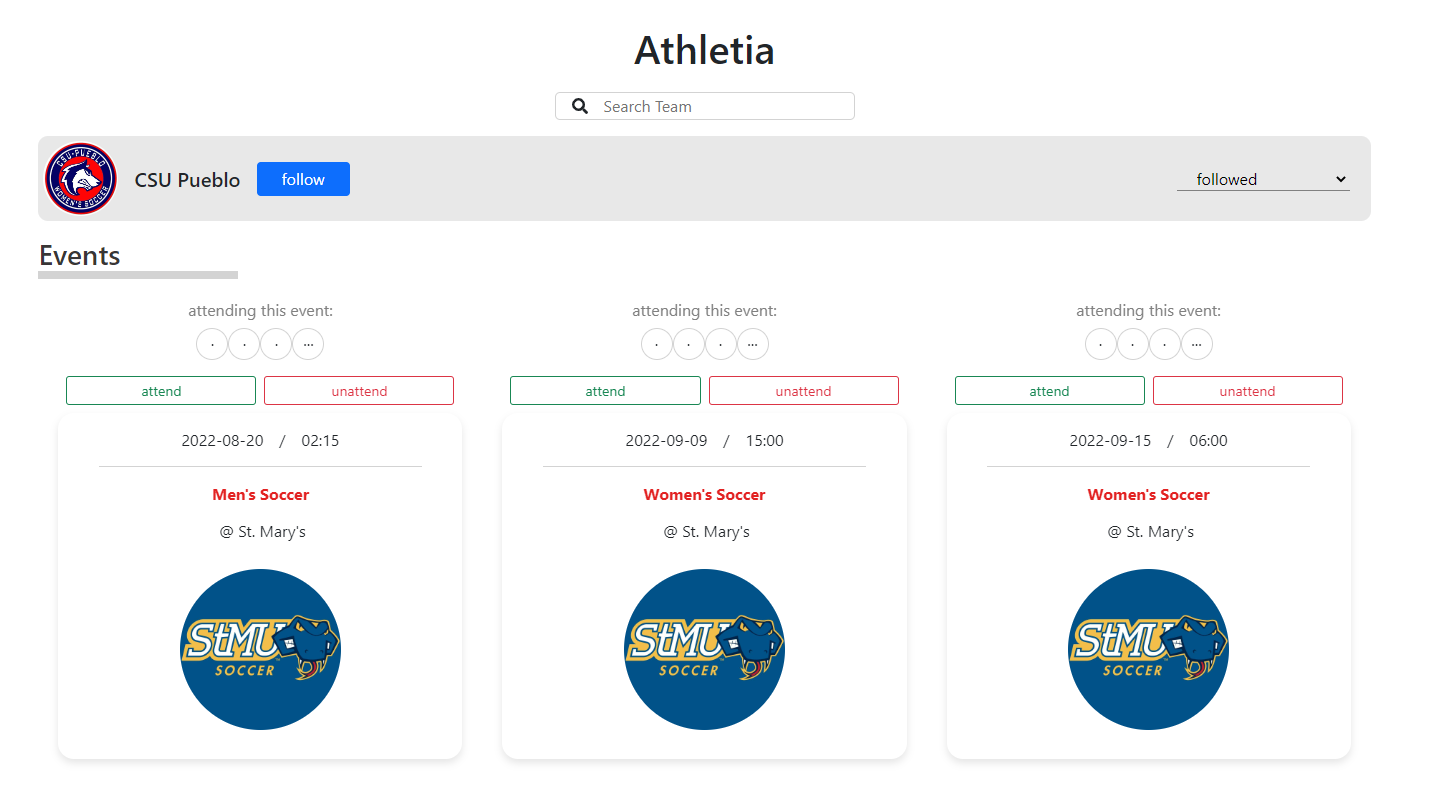 Athletia
Search Team
CSU-PUEBLO
WOMEN'S SOCCER
CSU Pueblo
follow
followed
Events
attending this event:
. . . ...
attend unattend
2022-08-20 / 02:15
Men's Soccer
@ St. Mary's
StMU
SOCCER
attending this event:
. . . ...
attend unattend
2022-09-09 / 15:00
Women's Soccer
@ St. Mary's
StMU
SOCCER
attending this event:
. . . ...
attend unattend
2022-09-15 / 06:00
Women's Soccer
@ St. Mary's
StMU
SOCCER